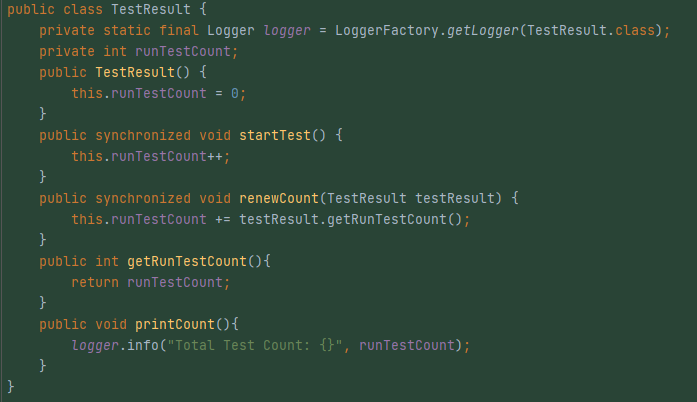 public class TestResult {
    private static final Logger logger = LoggerFactory.getLogger(TestResult.class);
    private int runTestCount;
    public TestResult() {
        this.runTestCount = 0;
    }
    public synchronized void startTest() {
        this.runTestCount++;
    }
    public synchronized void renewCount(TestResult testResult) {
        this.runTestCount += testResult.getRunTestCount();
    }
    public int getRunTestCount(){
        return runTestCount;
    }
    public void printCount(){
        logger.info("Total Test Count: {}", runTestCount);
    }
}